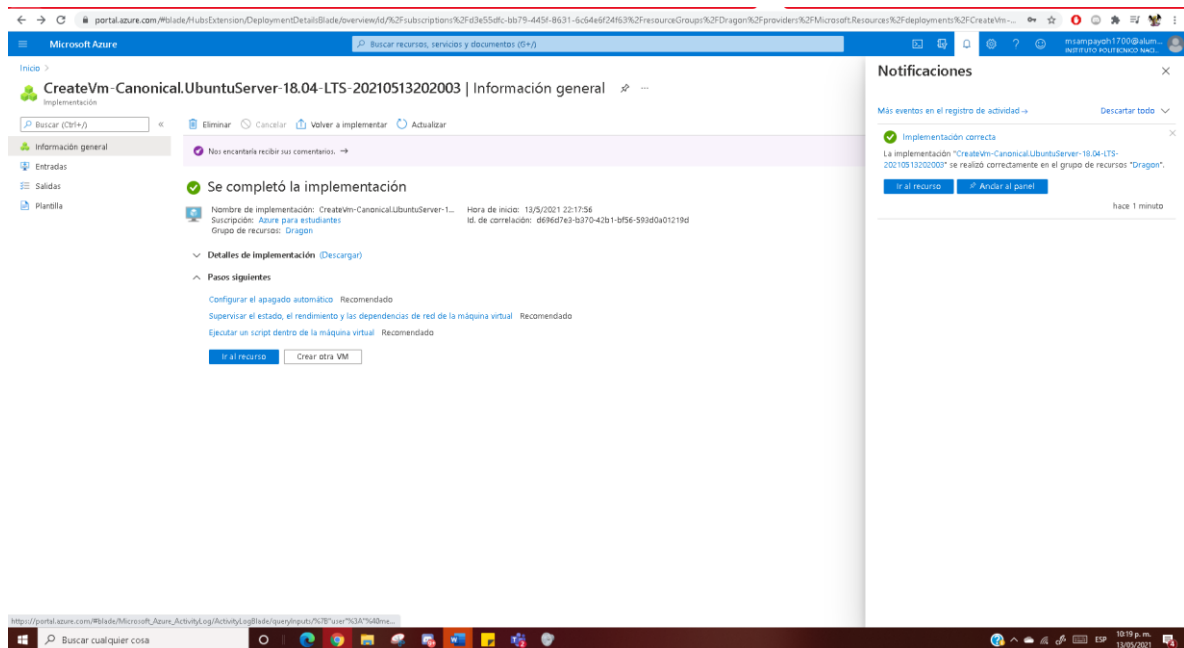 portal.azure.com/#blade/HubsExtension/DeploymentDetailsBlade/overview/id/%2Fsubscriptions%2Fd3e55dfc-bb79-445f-8631-6c64e6f24f63%2FresourceGroups%2FDragon%2Fproviders%2FMicrosoft.Resources%2Fdeployments%2FCreateVm-...
Microsoft Azure
Buscar recursos, servicios y documentos (G+/)
msampayoh1700@alum...
INSTITUTO POLITECNICO NACI...
Inicio >
CreateVm-Canonical.UbuntuServer-18.04-LTS-20210513202003 | Información general
Implementación
Buscar (Ctrl+/)
Eliminar Cancelar Volver a implementar Actualizar
Información general
Entradas
Salidas
Plantilla
Nos encantaría recibir sus comentarios. →
Se completó la implementación
Nombre de implementación: CreateVm-Canonical.UbuntuServer-1...
Suscripción: Azure para estudiantes
Grupo de recursos: Dragon
Hora de inicio: 13/5/2021 22:17:56
Id. de correlación: d696d7e3-b370-42b1-bf56-593d0a01219d
Detalles de implementación (Descargar)
Pasos siguientes
Configurar el apagado automático Recomendado
Supervisar el estado, el rendimiento y las dependencias de red de la máquina virtual Recomendado
Ejecutar un script dentro de la máquina virtual Recomendado
Ir al recurso Crear otra VM
Notificaciones
Más eventos en el registro de actividad → Descartar todo
Implementación correcta
La implementación "CreateVm-Canonical.UbuntuServer-18.04-LTS-
20210513202003" se realizó correctamente en el grupo de recursos "Dragon".
Ir al recurso Anclar al panel
hace 1 minuto
https://portal.azure.com/#blade/Microsoft_Azure_ActivityLog/ActivityLogBlade/queryInputs/%7B"user"%3A"%40me...
Buscar cualquier cosa
ESP
10:19 p. m.
13/05/2021